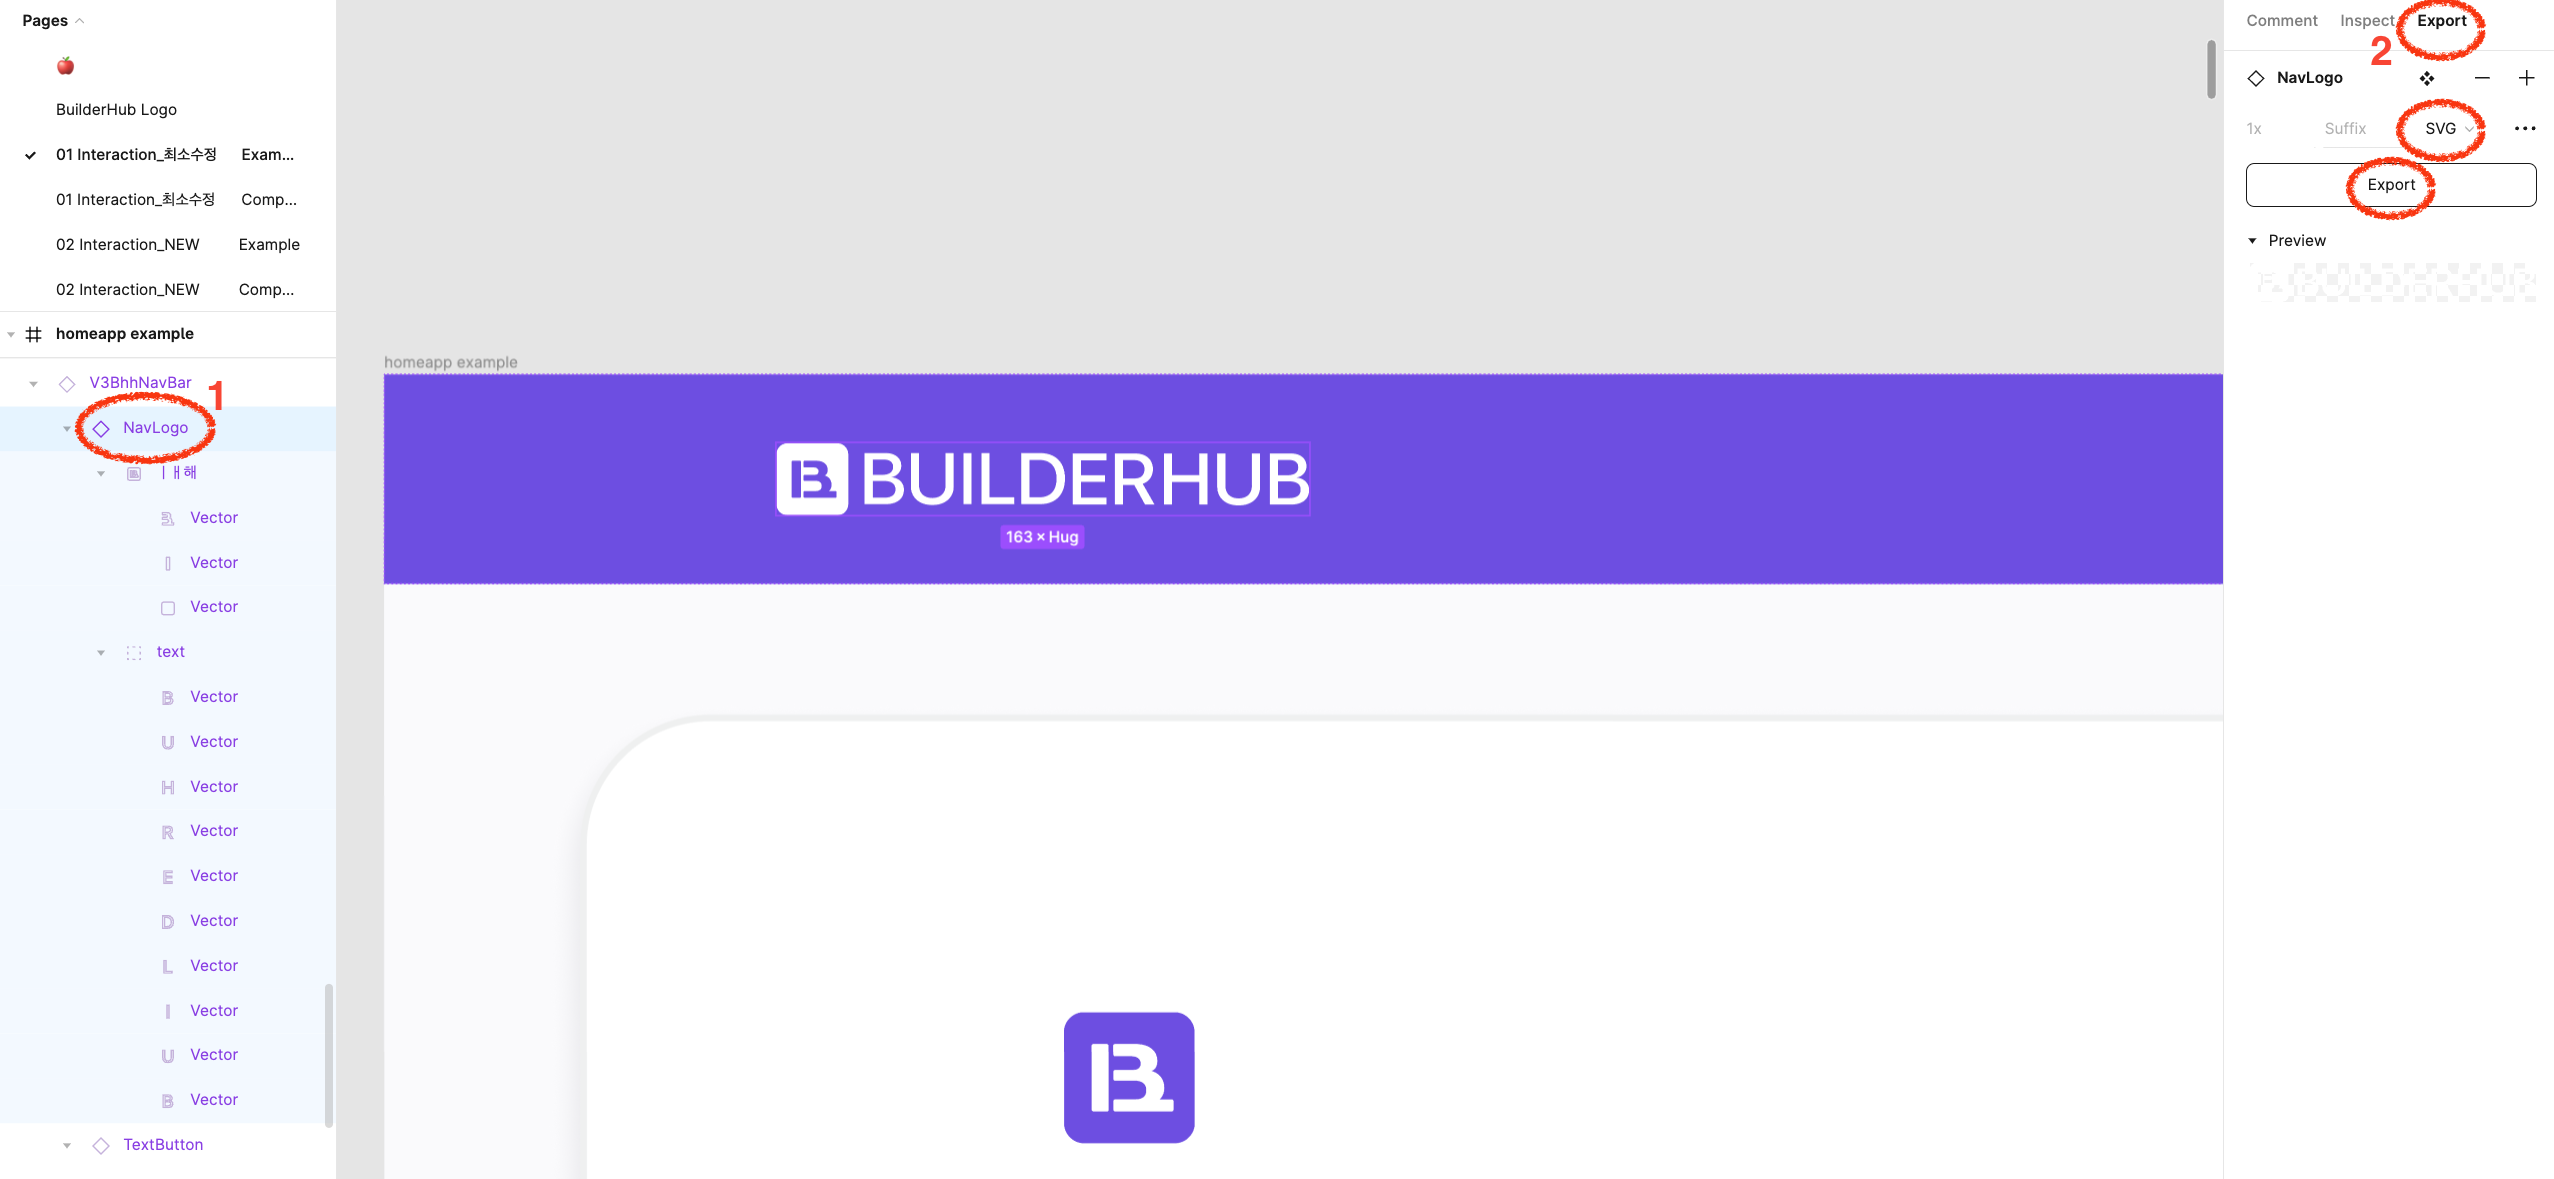 Pages
BuilderHub Logo
01 Interaction_최소수정 Exam...
01 Interaction_최소수정 Comp...
02 Interaction_NEW Example
02 Interaction_NEW Comp...
homeapp example
V3BhhNavBar
1
NavLogo
ㅣㅐ해
Vector
Vector
Vector
text
Vector
Vector
Vector
Vector
Vector
Vector
Vector
Vector
Vector
Vector
TextButton
homeapp example
BUILDERHUB
163 × Hug
Comment Inspect Export
2
NavLogo
1x Suffix SVG
Export
Preview